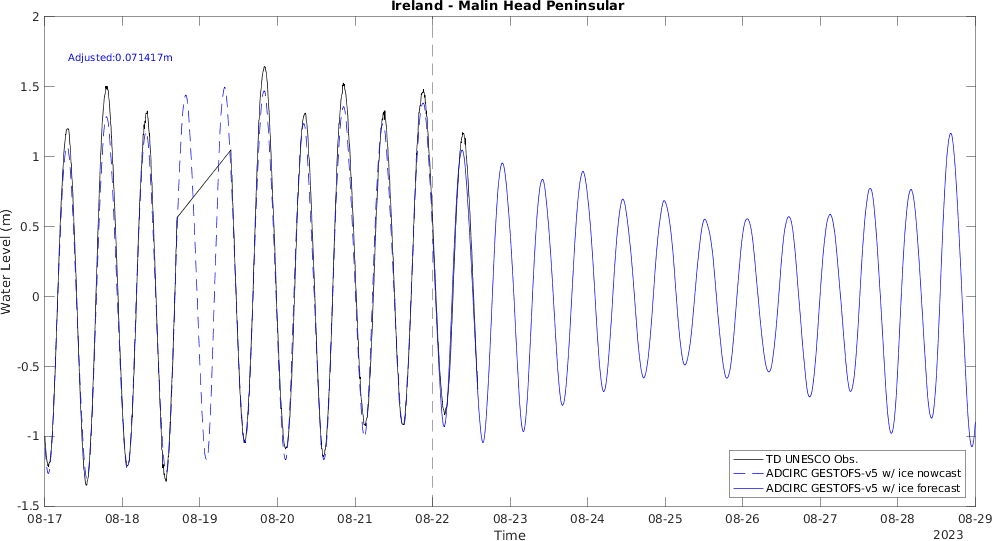 Ireland - Malin Head Peninsular
Adjusted:0.071417m
Water Level (m)
2
1.5
1
0.5
0
-0.5
-1
-1.5
TD UNESCO Obs.
ADCIRC GESTOFS-v5 w/ ice nowcast
ADCIRC GESTOFS-v5 w/ ice forecast
08-17 08-18 08-19 08-20 08-21 08-22 08-23 08-24 08-25 08-26 08-27 08-28 08-29
Time
2023